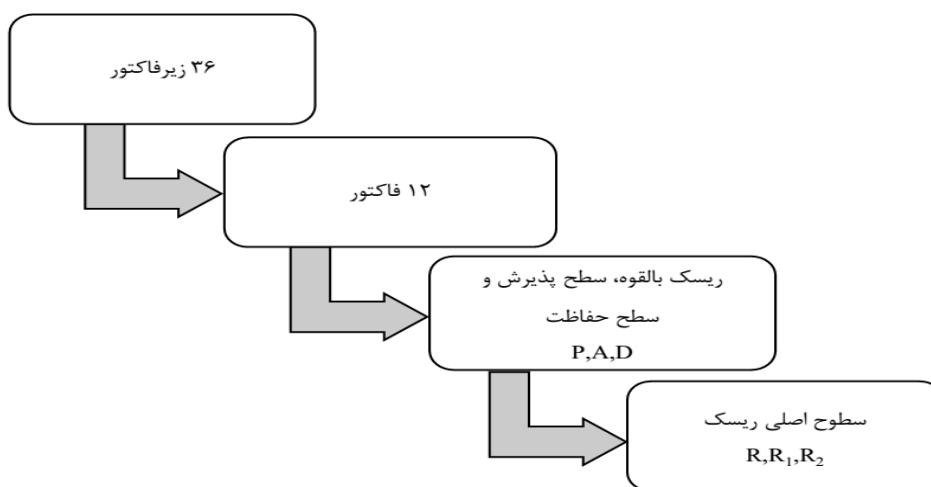 ۳۶ زیرفاکتور
۱۲ فاکتور
ریسک بالقوه، سطح پذیرش و
سطح حفاظت
P,A,D
سطوح اصلی ریسک
R,R₁,R₂